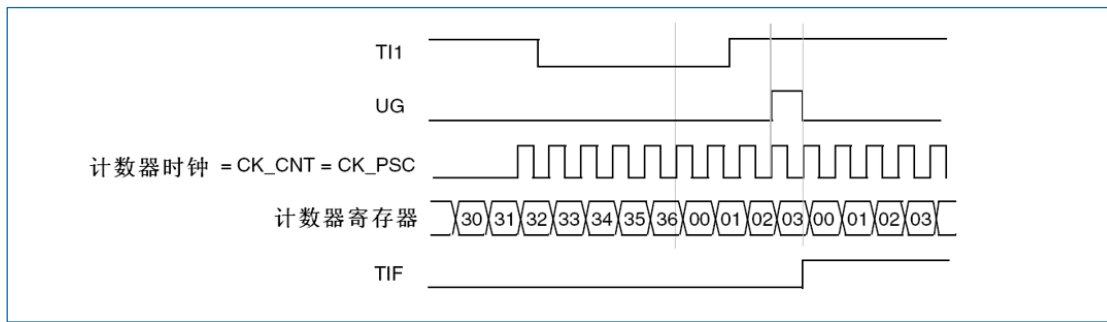 TI1
UG
计数器时钟 = CK_CNT = CK_PSC
计数器寄存器 30 31 32 33 34 35 36 00 01 02 03 00 01 02 03
TIF